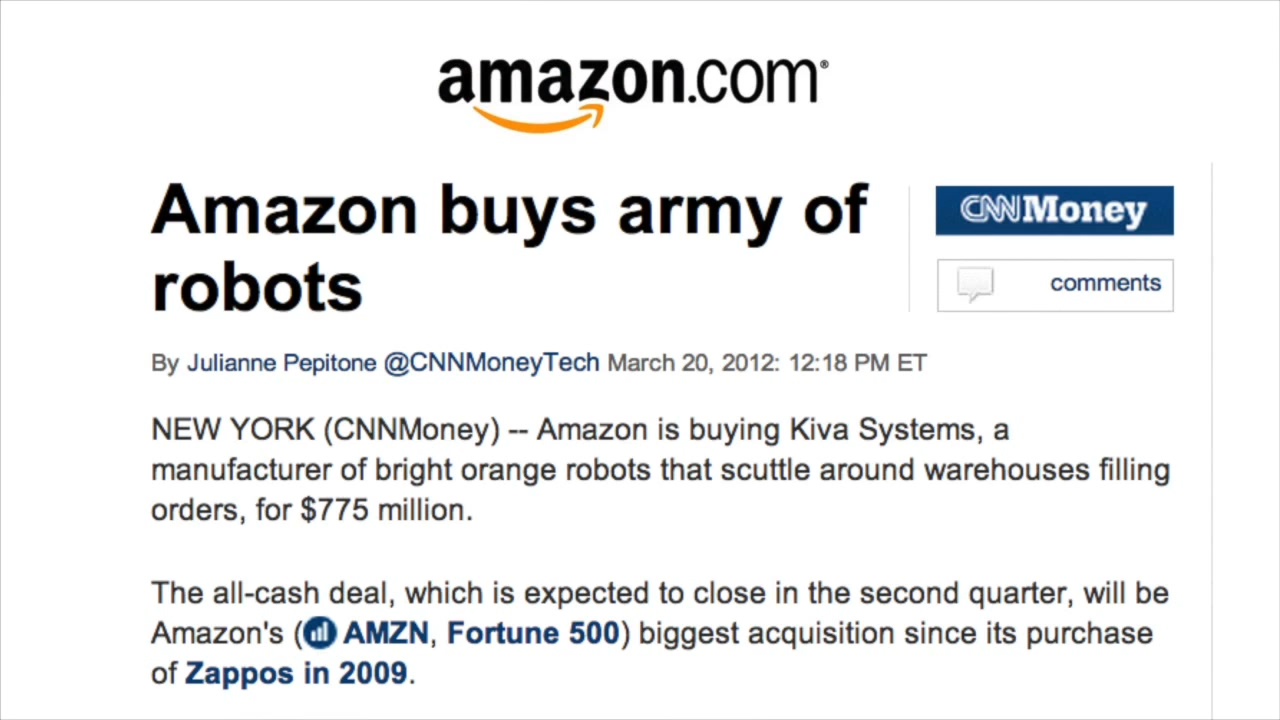 amazon.com®
Amazon buys army of
robots
CNNMoney
comments
By Julianne Pepitone @CNNMoneyTech March 20, 2012: 12:18 PM ET
NEW YORK (CNNMoney) -- Amazon is buying Kiva Systems, a
manufacturer of bright orange robots that scuttle around warehouses filling
orders, for $775 million.
The all-cash deal, which is expected to close in the second quarter, will be
Amazon's (AMZN, Fortune 500) biggest acquisition since its purchase
of Zappos in 2009.